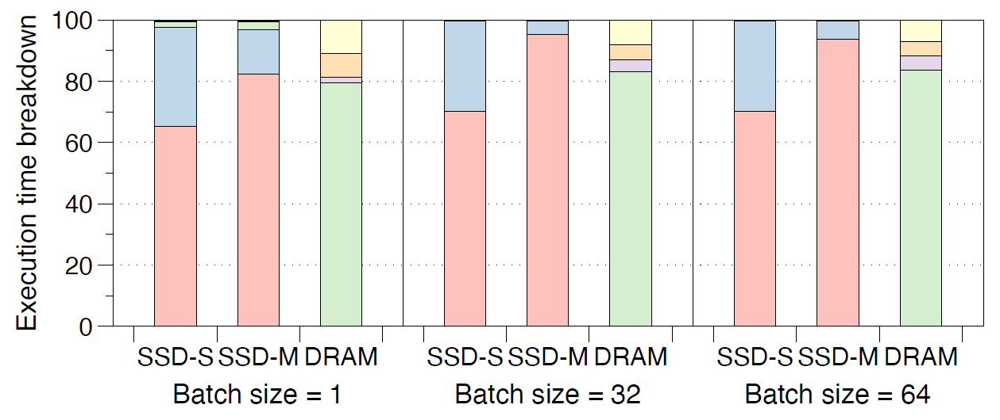 Execution time breakdown
100
80
60
40
20
0
SSD-S SSD-M DRAM SSD-S SSD-M DRAM SSD-S SSD-M DRAM
Batch size = 1 Batch size = 32 Batch size = 64